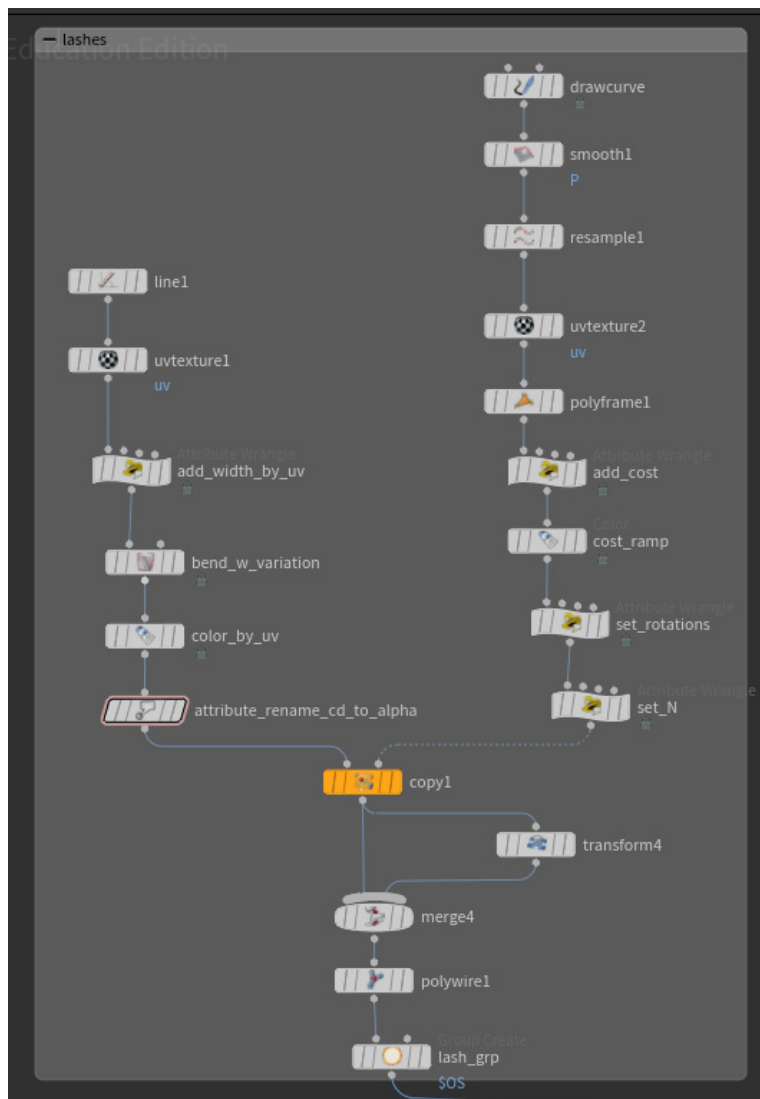 lashes
Education Edition
drawcurve
smooth1
P
resample1
line1
uvtexture2
uv
uvtexture1
uv
polyframe1
Attribute Wrangle
add_width_by_uv
Attribute Wrangle
add_cost
Color
cost_ramp
bend_w_variation
Attribute Wrangle
set_rotations
color_by_uv
Attribute Wrangle
set_N
attribute_rename_cd_to_alpha
copy1
transform4
merge4
polywire1
Group Create
lash_grp
$OS